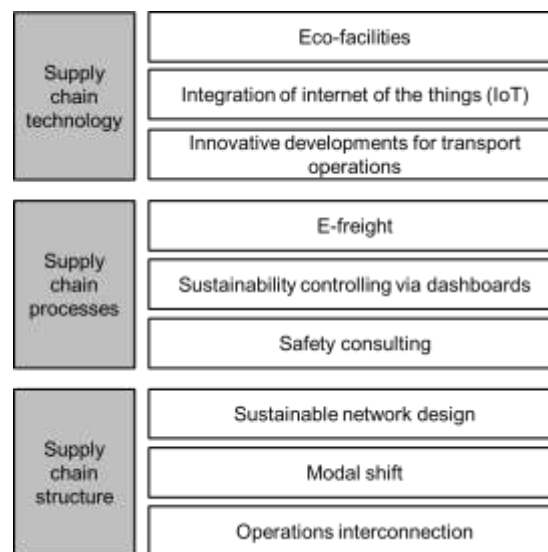 Supply
chain
technology
Eco-facilities
Integration of internet of the things (IoT)
Innovative developments for transport
operations
Supply
chain
processes
E-freight
Sustainability controlling via dashboards
Safety consulting
Supply
chain
structure
Sustainable network design
Modal shift
Operations interconnection